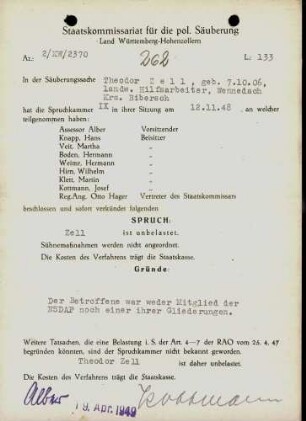 Staatskommissariat für die pol. Säuberung
Land Württemberg-Hohenzollern
Az: 2/XIV/2370 262 L: 133
In der Säuberungssache Theodor Zell, geb. 7.10.06,
landw. Hilfsarbeiter, Wennedach
Krs. Biberach
hat die Spruchkammer IX in ihrer Sitzung am 12.11.48, an welcher
teilgenommen haben:
Assessor Alber Vorsitzender
Knapp, Hans Beisitzer
Veit, Martha „
Boden, Hermann „
Weinz, Hermann „
Hirn, Wilhelm „
Klett, Martin „
Kottmann, Josef „
Reg.Ang. Otto Hager Vertreter des Staatskommissars
beschlossen und sofort verkündet folgenden
SPRUCH:
Zell
ist unbelastet.
Sühnemaßnahmen werden nicht angeordnet.
Die Kosten des Verfahrens trägt die Staatskasse.
Gründe:
Der Betroffene war weder Mitglied der
NSDAP noch einer ihrer Gliederungen.
Weitere Tatsachen, die eine Belastung i. S. der Art. 4—7 der RAO vom 26. 4. 47
begründen könnten, sind der Spruchkammer nicht bekannt geworden.
Theodor Zell ist daher unbelastet.
Die Kosten des Verfahrens trägt die Staatskasse.
Alber 19. Apr. 1949 Kottmann